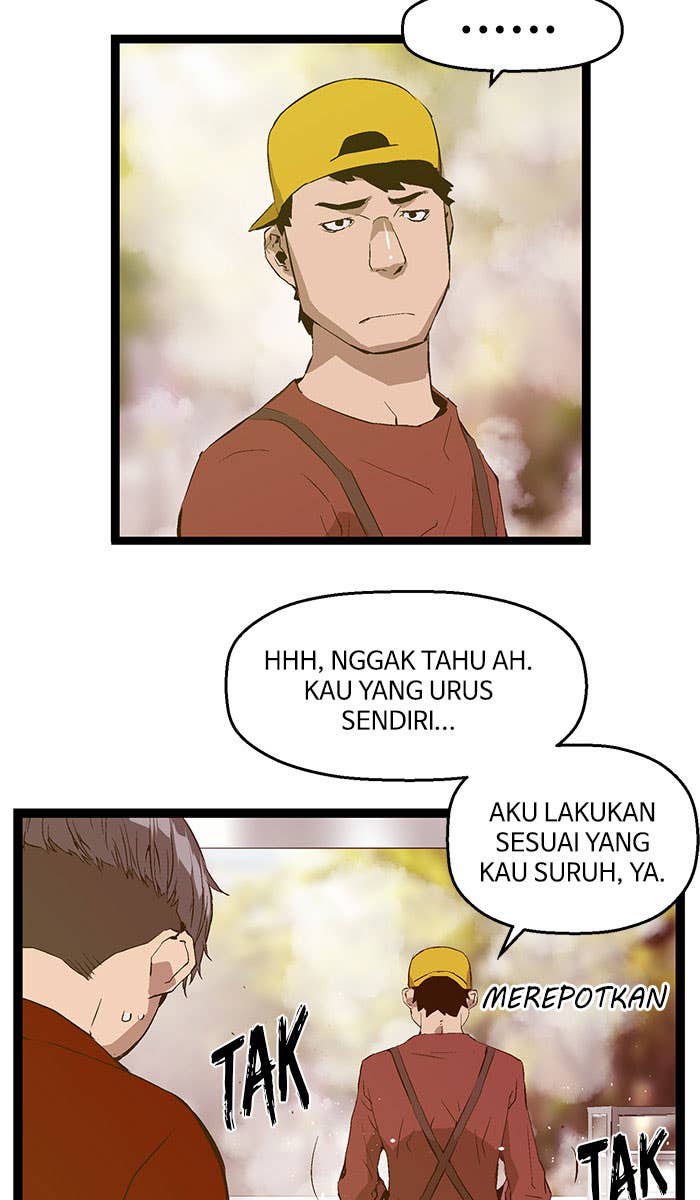 ......
HHH, NGGAK TAHU AH.
KAU YANG URUS
SENDIRI...
AKU LAKUKAN
SESUAI YANG
KAU SURUH, YA.
MEREPOTKAN
TAK
TAK